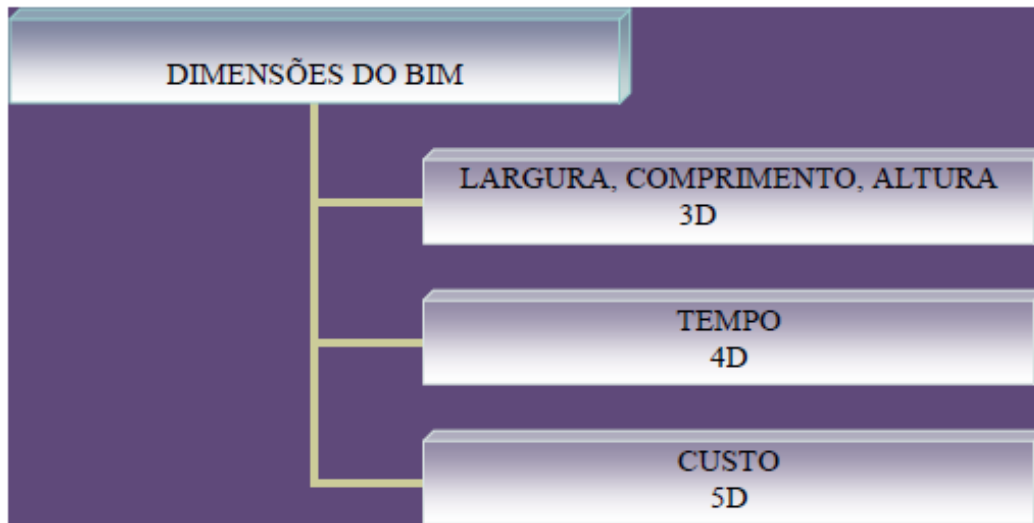 DIMENSÕES DO BIM
LARGURA, COMPRIMENTO, ALTURA
3D
TEMPO
4D
CUSTO
5D